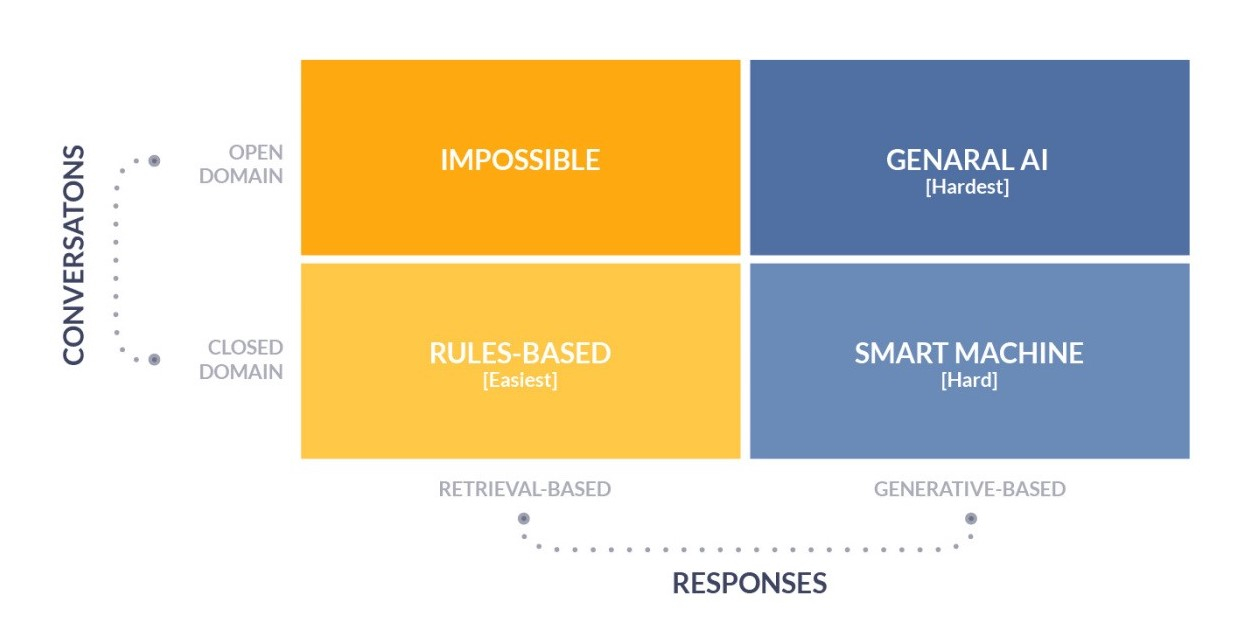 CONVERSATONS
OPEN
DOMAIN
IMPOSSIBLE
GENARAL AI
[Hardest]
CLOSED
DOMAIN
RULES-BASED
[Easiest]
SMART MACHINE
[Hard]
RETRIEVAL-BASED
GENERATIVE-BASED
RESPONSES